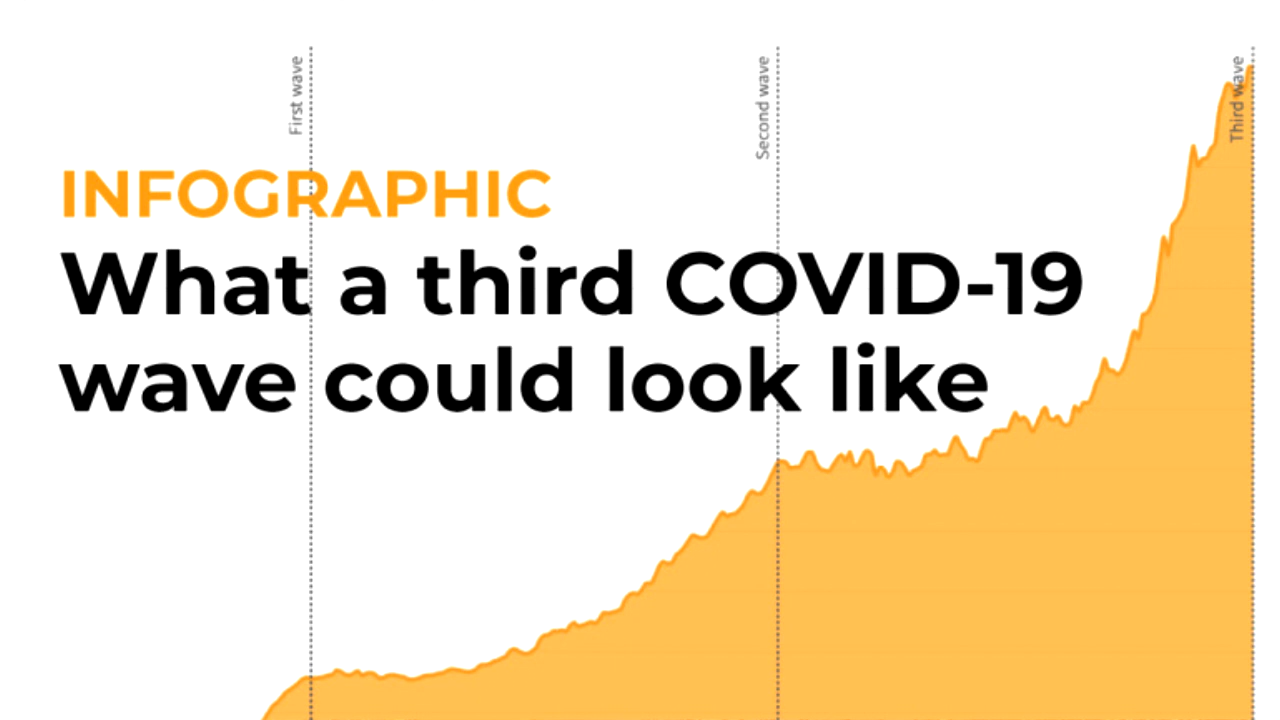 First wave
Second wave
Third wave
INFOGRAPHIC
What a third COVID-19
wave could look like